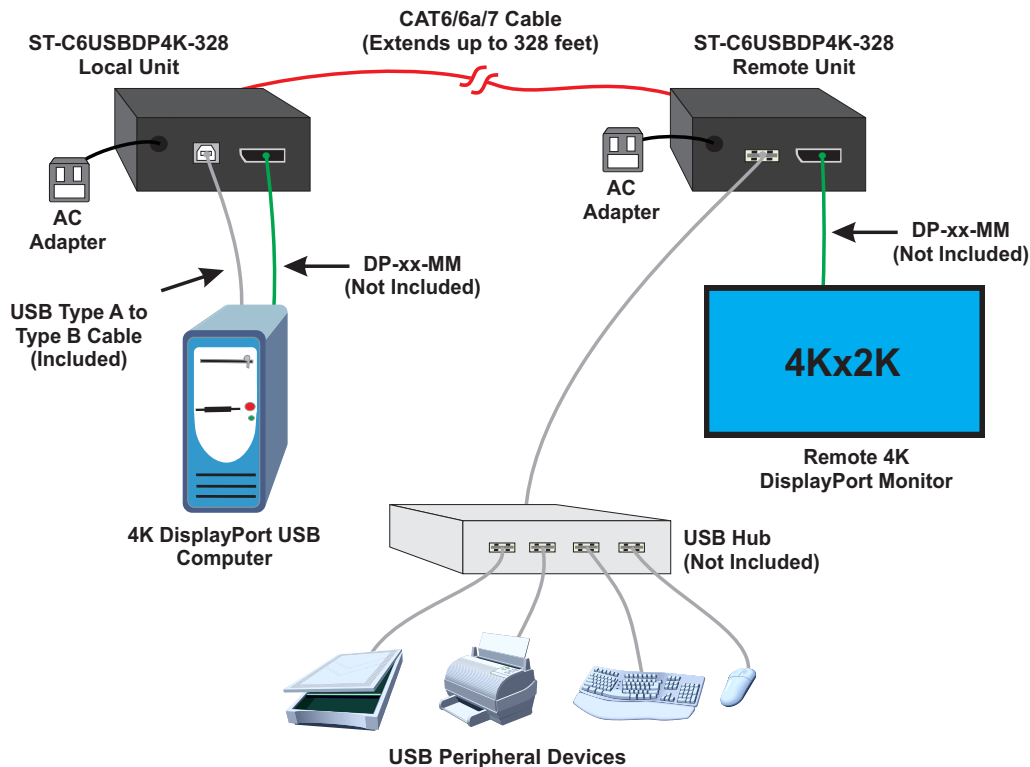 CAT6/6a/7 Cable
(Extends up to 328 feet)
ST-C6USBDP4K-328
Local Unit
ST-C6USBDP4K-328
Remote Unit
AC
Adapter
AC
Adapter
DP-xx-MM
(Not Included)
DP-xx-MM
(Not Included)
USB Type A to
Type B Cable
(Included)
4Kx2K
Remote 4K
DisplayPort Monitor
4K DisplayPort USB
Computer
USB Hub
(Not Included)
USB Peripheral Devices